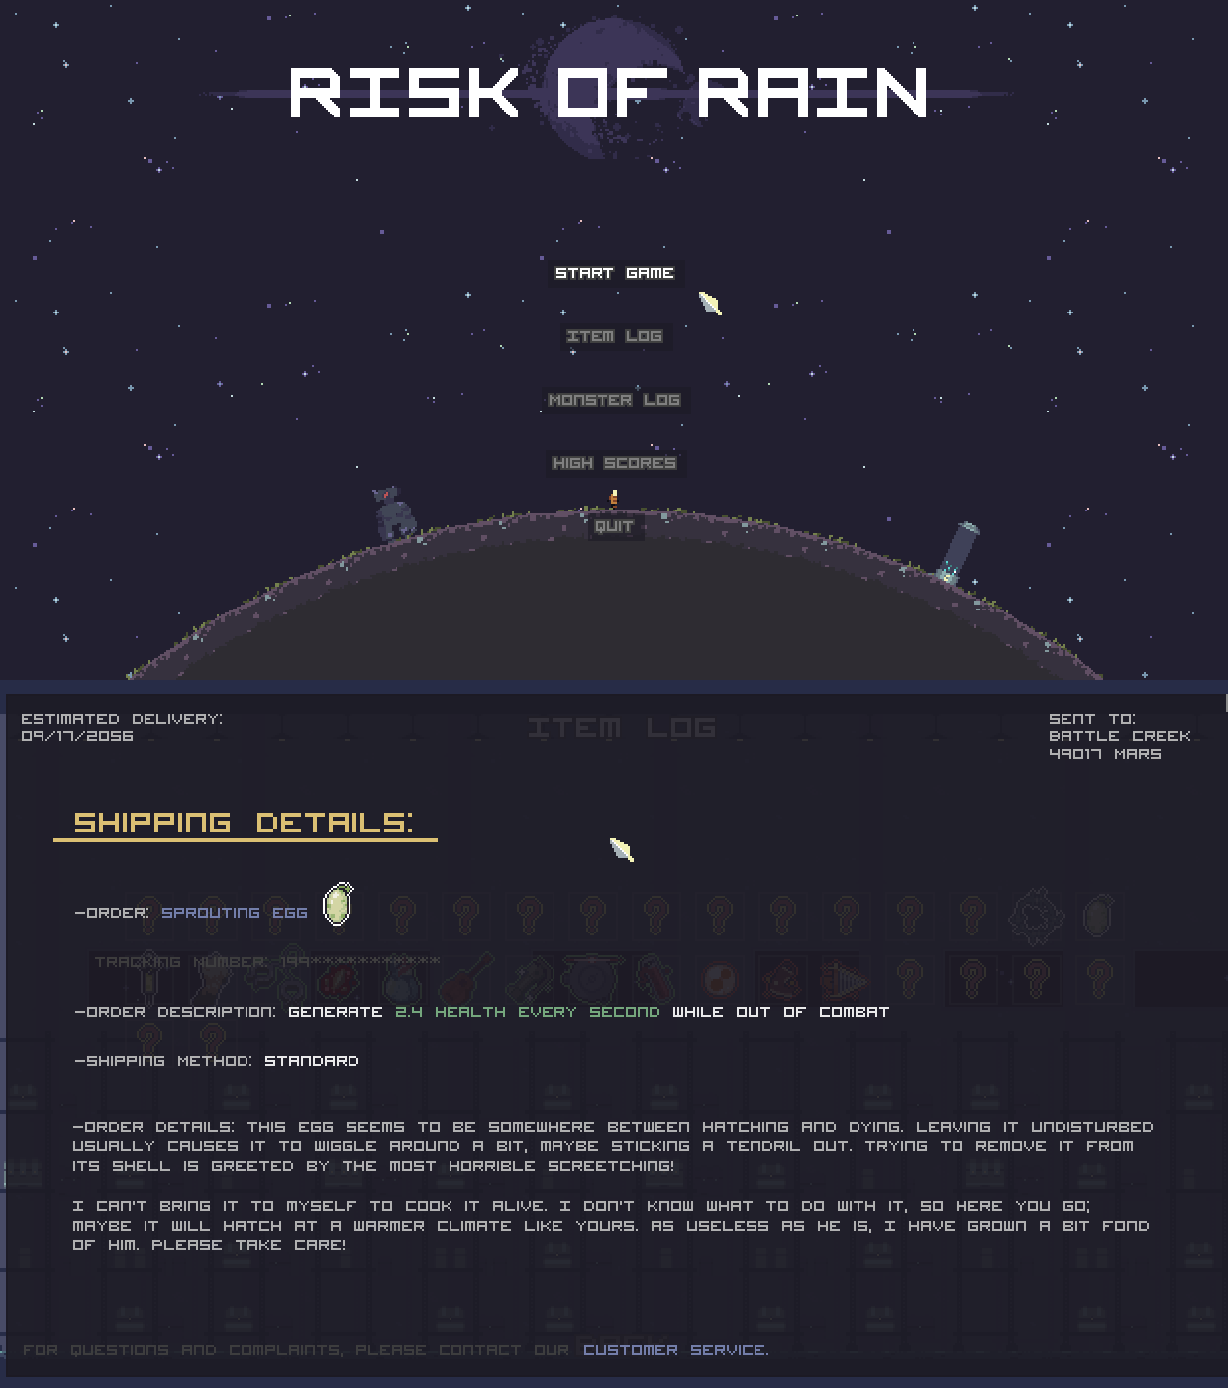 RISK OF RAIN
START GAME
ITEM LOG
MONSTER LOG
HIGH SCORES
QUIT
ESTIMATED DELIVERY:
09/17/2056
ITEM LOG
SENT TO:
BATTLE CREEK
49017 MARS
SHIPPING DETAILS:
-ORDER: SPROUTING EGG
TRACKING NUMBER: 199***********
-ORDER DESCRIPTION: GENERATE 2.4 HEALTH EVERY SECOND WHILE OUT OF COMBAT
-SHIPPING METHOD: STANDARD
-ORDER DETAILS: THIS EGG SEEMS TO BE SOMEWHERE BETWEEN HATCHING AND DYING. LEAVING IT UNDISTURBED
USUALLY CAUSES IT TO WIGGLE AROUND A BIT, MAYBE STICKING A TENDRIL OUT. TRYING TO REMOVE IT FROM
ITS SHELL IS GREETED BY THE MOST HORRIBLE SCREETCHING!
I CAN'T BRING IT TO MYSELF TO COOK IT ALIVE. I DON'T KNOW WHAT TO DO WITH IT, SO HERE YOU GO;
MAYBE IT WILL HATCH AT A WARMER CLIMATE LIKE YOURS. AS USELESS AS HE IS, I HAVE GROWN A BIT FOND
OF HIM. PLEASE TAKE CARE!
BACK
FOR QUESTIONS AND COMPLAINTS, PLEASE CONTACT OUR CUSTOMER SERVICE.